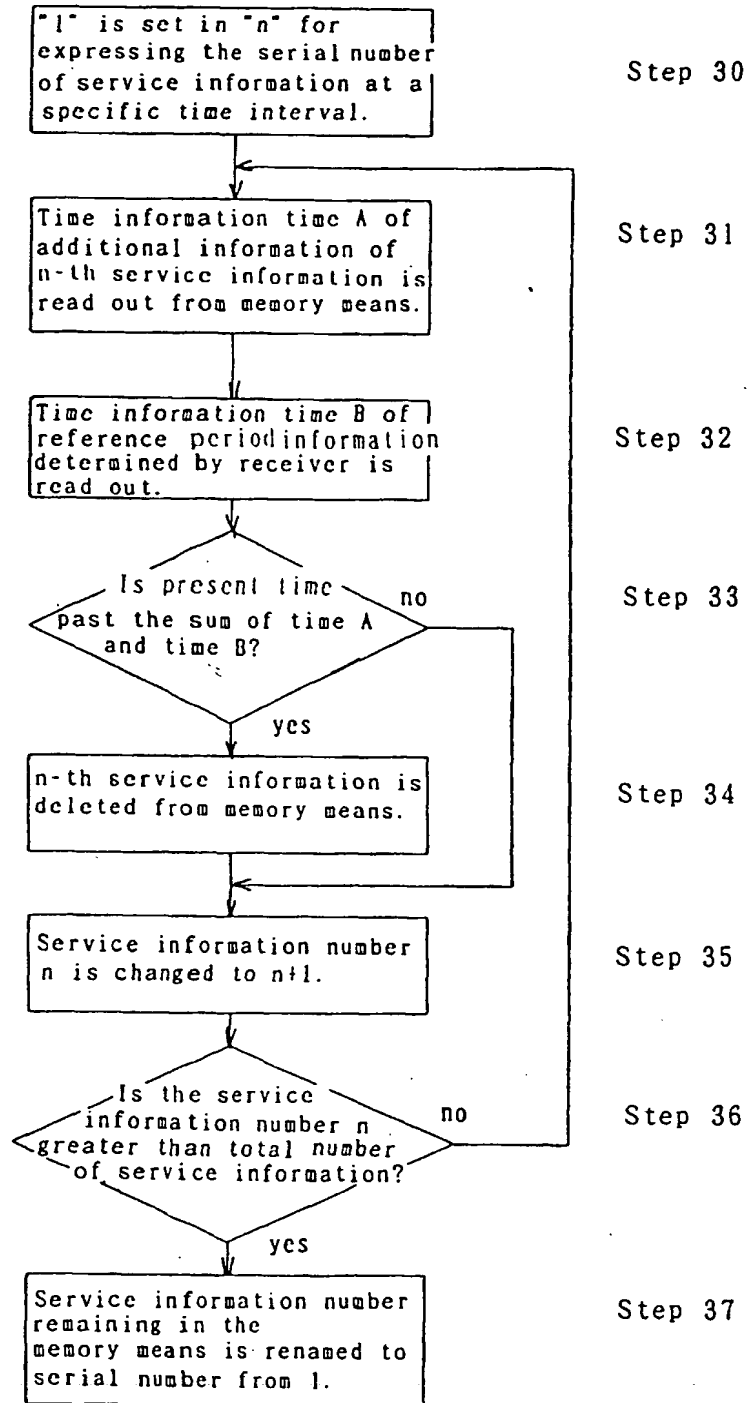 "1" is set in "n" for
expressing the serial number
of service information at a
specific time interval.
Step 30
Time information time A of
additional information of
n-th service information is
read out from memory means.
Step 31
Time information time B of
reference period information
determined by receiver is
read out.
Step 32
Is present time
past the sum of time A
and time B?
no
yes
Step 33
n-th service information is
deleted from memory means.
Step 34
Service information number
n is changed to n+1.
Step 35
Is the service
information number n
greater than total number
of service information?
no
yes
Step 36
Service information number
remaining in the
memory means is renamed to
serial number from 1.
Step 37